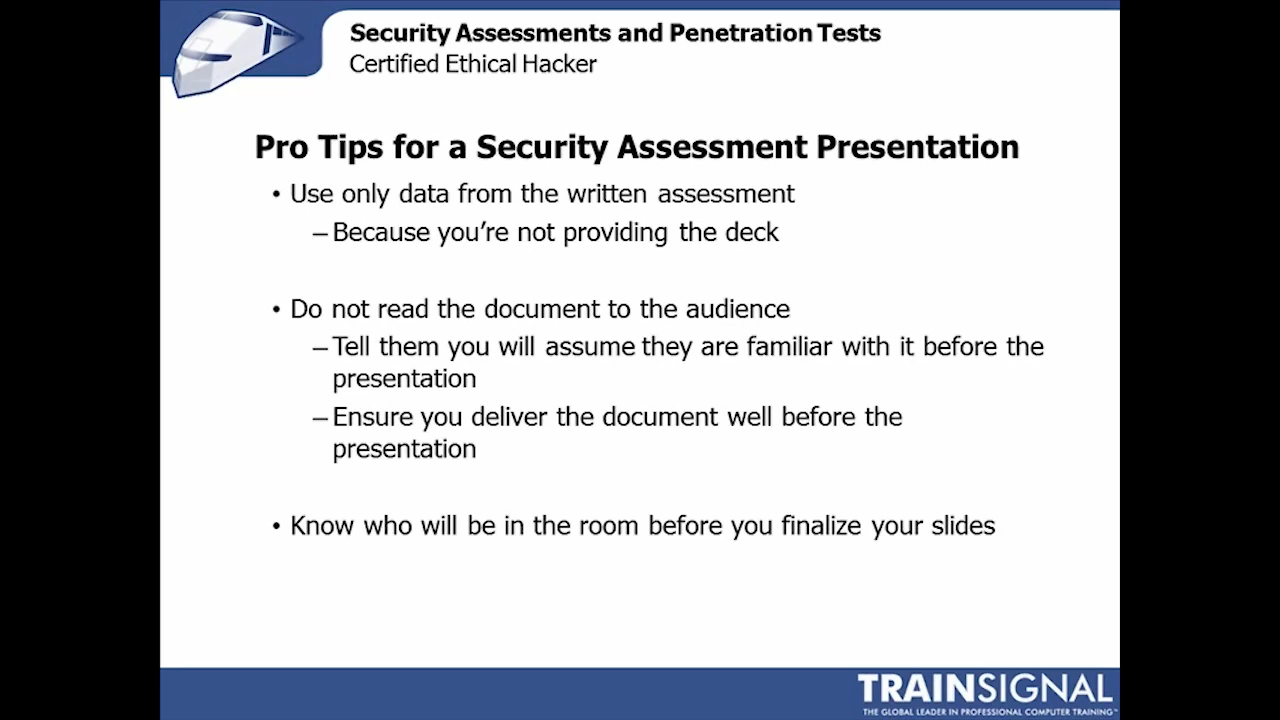 Security Assessments and Penetration Tests
Certified Ethical Hacker
Pro Tips for a Security Assessment Presentation
• Use only data from the written assessment
– Because you’re not providing the deck
• Do not read the document to the audience
– Tell them you will assume they are familiar with it before the
presentation
– Ensure you deliver the document well before the
presentation
• Know who will be in the room before you finalize your slides
TRAINSIGNAL
THE GLOBAL LEADER IN PROFESSIONAL COMPUTER TRAINING™